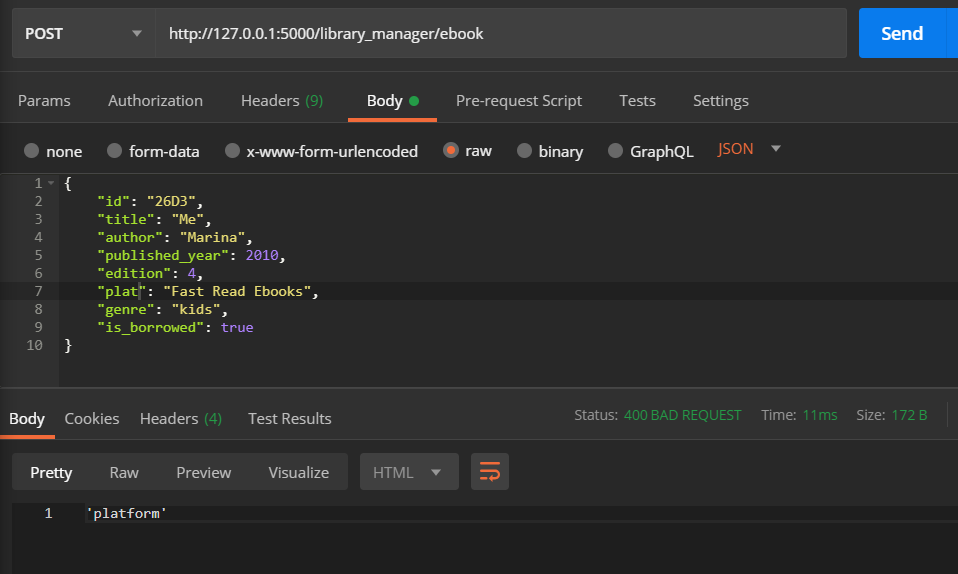 POST http://127.0.0.1:5000/library_manager/ebook Send
Params Authorization Headers (9) Body Pre-request Script Tests Settings
none form-data x-www-form-urlencoded raw binary GraphQL JSON
1 {
2 "id": "26D3",
3 "title": "Me",
4 "author": "Marina",
5 "published_year": 2010,
6 "edition": 4,
7 "plat": "Fast Read Ebooks",
8 "genre": "kids",
9 "is_borrowed": true
10 }
Body Cookies Headers (4) Test Results Status: 400 BAD REQUEST Time: 11ms Size: 172 B
Pretty Raw Preview Visualize HTML
1 'platform'